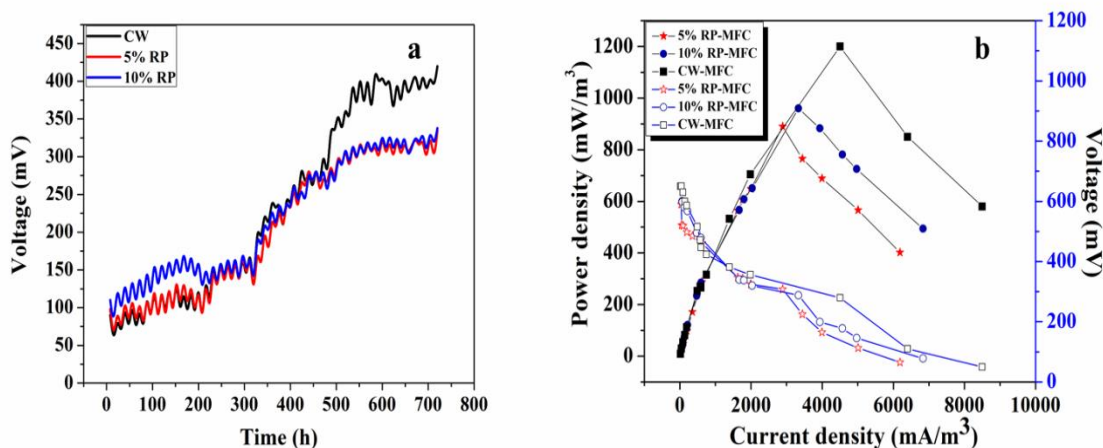 CW
5% RP
10% RP
a
450
400
350
300
250
200
150
100
50
0
0 100 200 300 400 500 600 700 800
Voltage (mV)
Time (h)
5% RP-MFC
10% RP-MFC
CW-MFC
5% RP-MFC
10% RP-MFC
CW-MFC
b
1200
1000
800
600
400
200
0
Power density (mW/m³)
1200
1000
800
600
400
200
0
Voltage (mV)
0 2000 4000 6000 8000 10000
Current density (mA/m³)